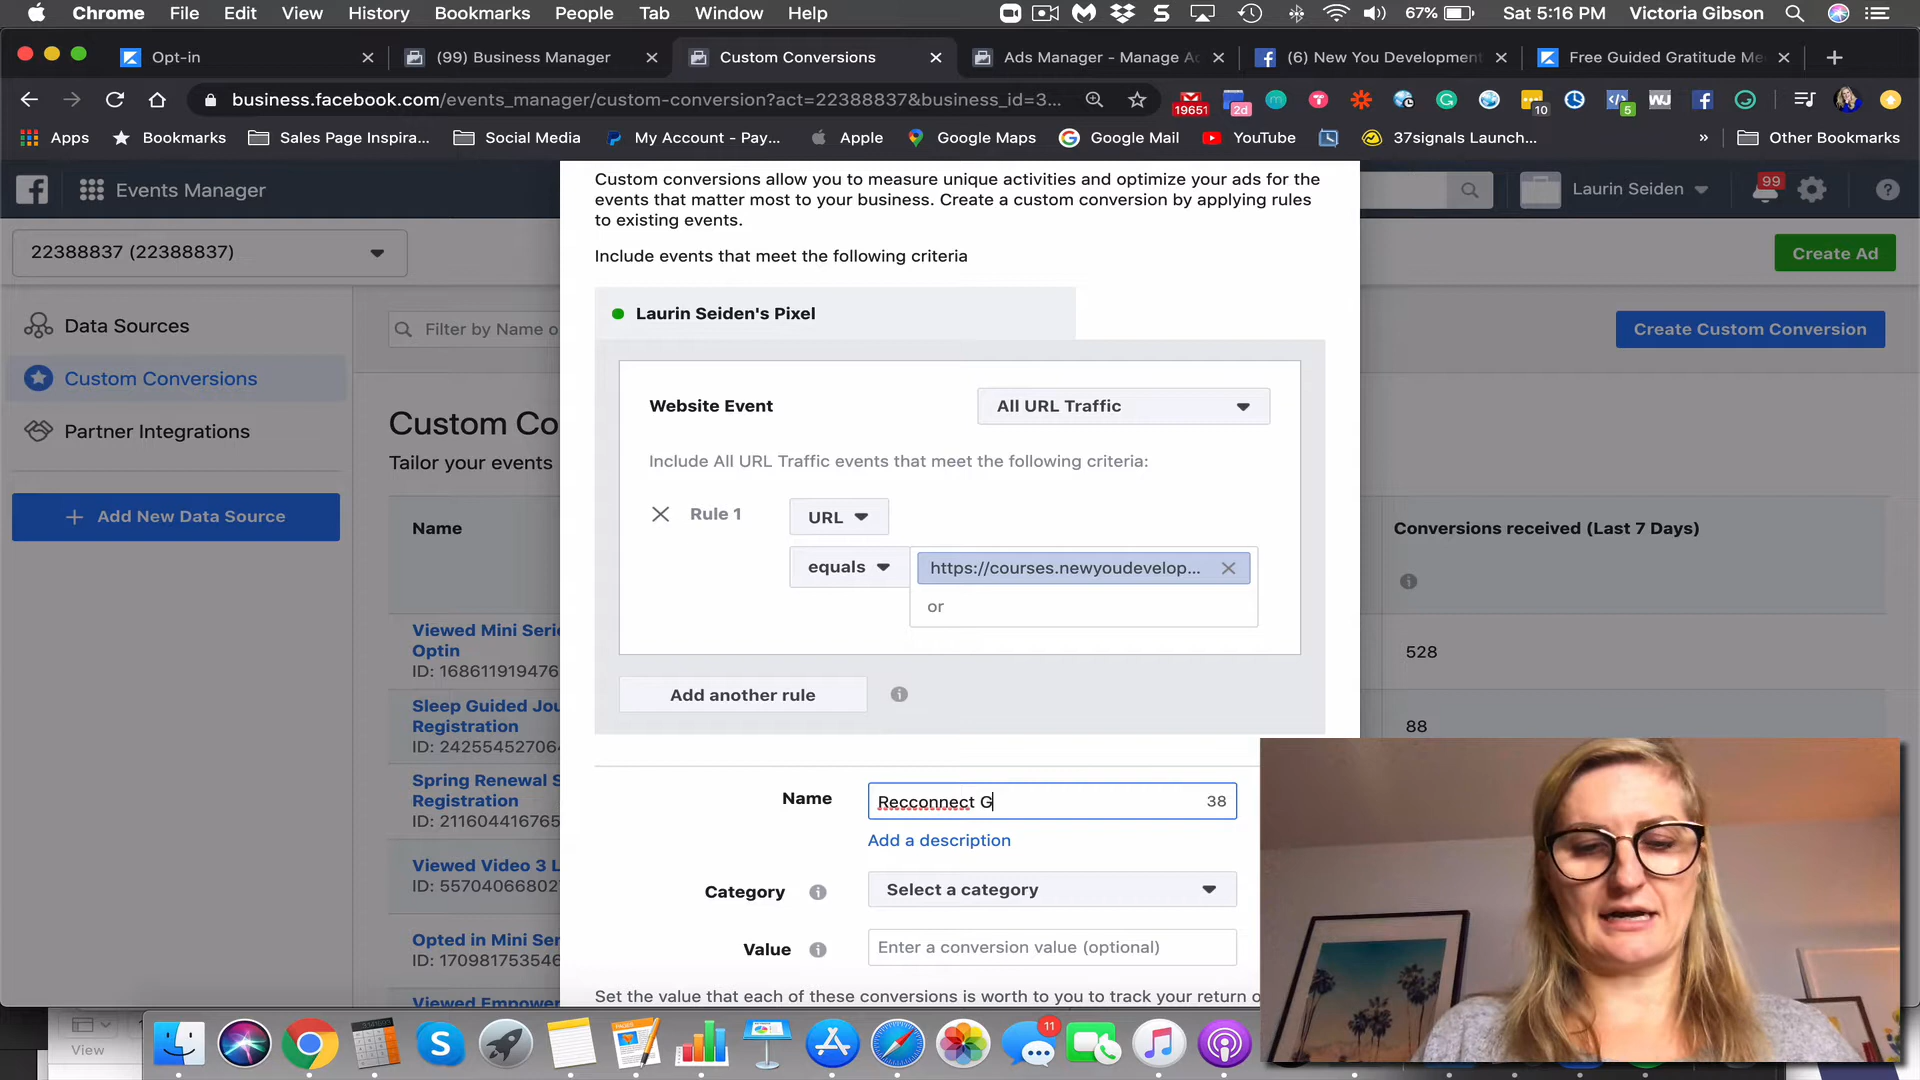 Chrome File Edit View History Bookmarks People Tab Window Help
67% Sat 5:16 PM Victoria Gibson
Opt-in
(99) Business Manager
Custom Conversions
Ads Manager - Manage Ad
(6) New You Development
Free Guided Gratitude Me
business.facebook.com/events_manager/custom-conversion?act=22388837&business_id=3...
19651 2d 10 5
Apps Bookmarks Sales Page Inspira... Social Media My Account - Pay... Apple Google Maps Google Mail YouTube 37signals Launch... » Other Bookmarks
Events Manager
Laurin Seiden
99
22388837 (22388837)
Create Ad
Data Sources
Custom Conversions
Partner Integrations
Add New Data Source
Filter by Name o
Create Custom Conversion
Custom Co
Tailor your events
Name
Conversions received (Last 7 Days)
Viewed Mini Serie
Optin
ID: 168611919476
528
Sleep Guided Jou
Registration
ID: 242554527064
88
Spring Renewal S
Registration
ID: 211604416765
Viewed Video 3 L
ID: 557040668027
Opted in Mini Ser
ID: 170981753546
Viewed Empower
Custom conversions allow you to measure unique activities and optimize your ads for the
events that matter most to your business. Create a custom conversion by applying rules
to existing events.
Include events that meet the following criteria
Laurin Seiden's Pixel
Website Event
All URL Traffic
Include All URL Traffic events that meet the following criteria:
Rule 1
URL
equals
https://courses.newyoudevelop...
or
Add another rule
Name
Recconnect G
38
Add a description
Category
Select a category
Value
Enter a conversion value (optional)
Set the value that each of these conversions is worth to you to track your return o
View
11